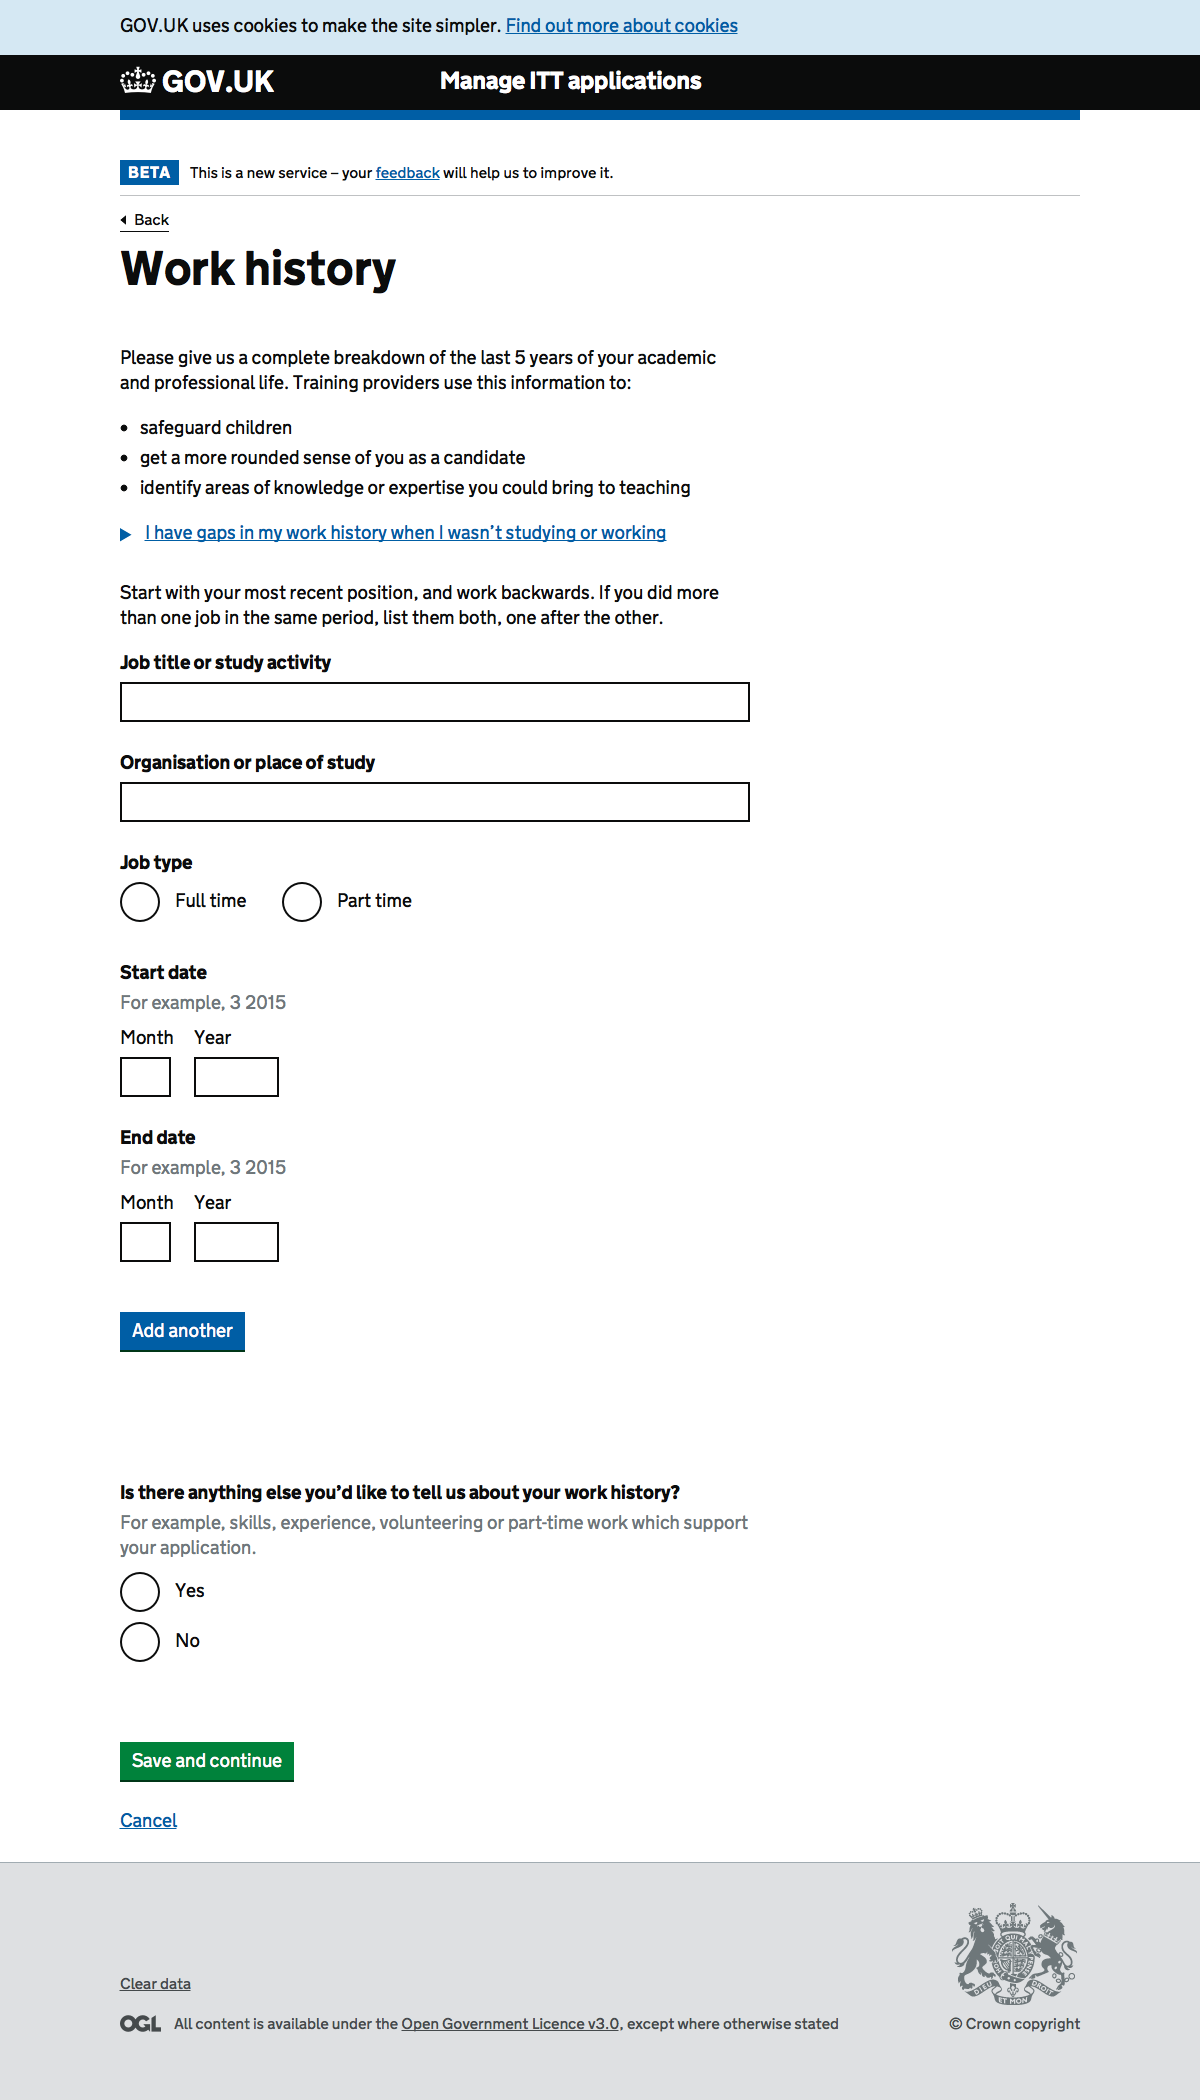 GOV.UK uses cookies to make the site simpler. Find out more about cookies
GOV.UK Manage ITT applications
BETA This is a new service – your feedback will help us to improve it.
Back
Work history
Please give us a complete breakdown of the last 5 years of your academic
and professional life. Training providers use this information to:
• safeguard children
• get a more rounded sense of you as a candidate
• identify areas of knowledge or expertise you could bring to teaching
I have gaps in my work history when I wasn’t studying or working
Start with your most recent position, and work backwards. If you did more
than one job in the same period, list them both, one after the other.
Job title or study activity
Organisation or place of study
Job type
Full time Part time
Start date
For example, 3 2015
Month Year
End date
For example, 3 2015
Month Year
Add another
Is there anything else you’d like to tell us about your work history?
For example, skills, experience, volunteering or part-time work which support
your application.
Yes
No
Save and continue
Cancel
Clear data
OGL All content is available under the Open Government Licence v3.0, except where otherwise stated
© Crown copyright